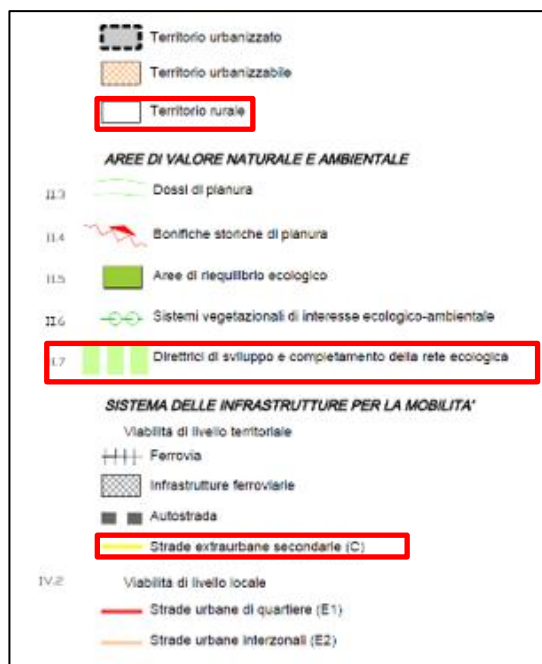 Territorio urbanizzato
Territorio urbanizzabile
Territorio rurale
AREE DI VALORE NATURALE E AMBIENTALE
II.3 Dossi di pianura
II.4 Bonifiche storiche di pianura
II.5 Aree di riequilibrio ecologico
II.6 Sistemi vegetazionali di interesse ecologico-ambientale
I.7 Direttrici di sviluppo e completamento della rete ecologica
SISTEMA DELLE INFRASTRUTTURE PER LA MOBILITA'
Viabilità di livello territoriale
Ferrovia
Infrastrutture ferroviarie
Autostrada
Strade extraurbane secondarie (C)
IV.2 Viabilità di livello locale
Strade urbane di quartiere (E1)
Strade urbane interzonali (E2)